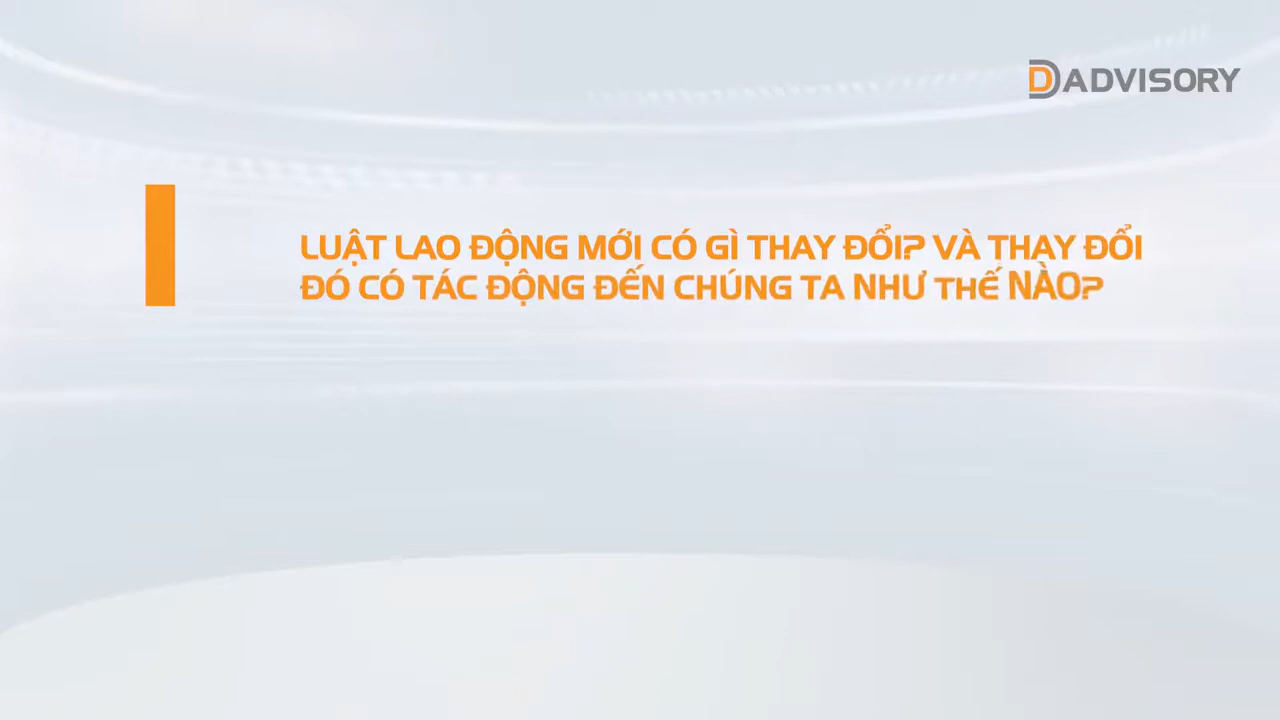 DADVISORY
LUẬT LAO ĐỘNG MỚI CÓ GÌ THAY ĐỔI? VÀ THAY ĐỔI
ĐÓ CÓ TÁC ĐỘNG ĐẾN CHÚNG TA NHƯ THẾ NÀO?